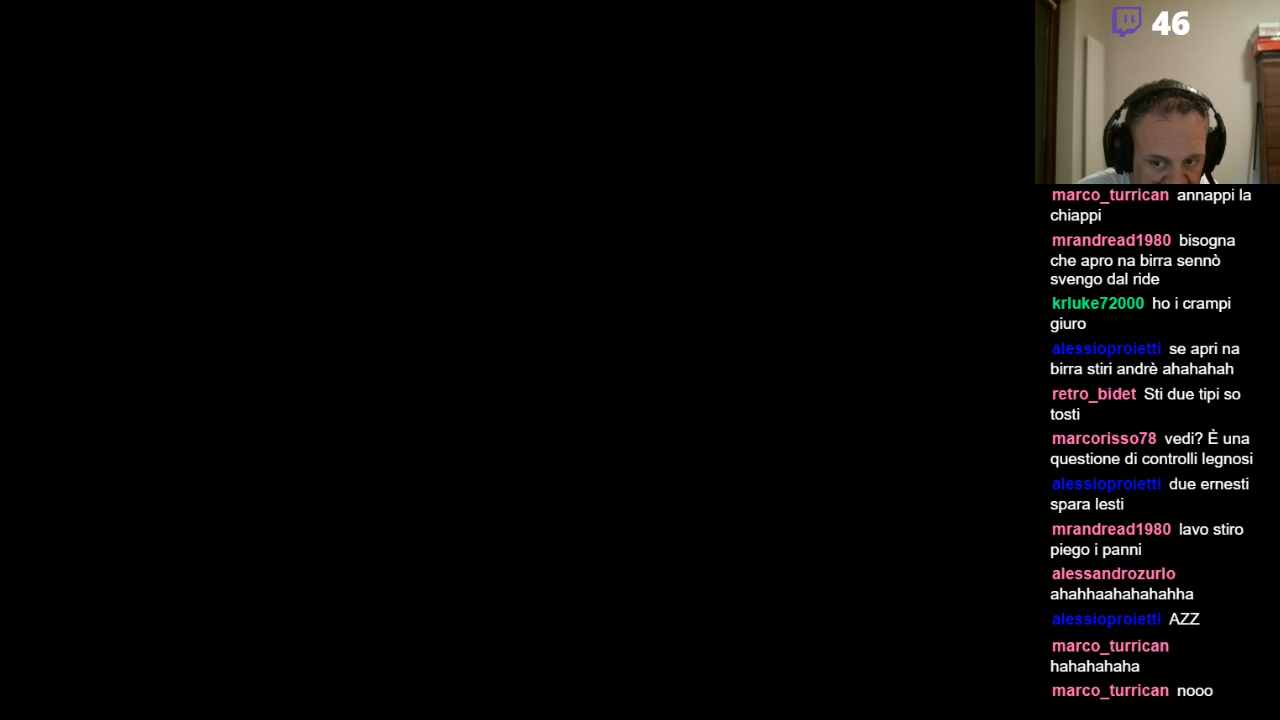 46
marco_turrican annappi la
chiappi
mrandread1980 bisogna
che apro na birra sennò
svengo dal ride
krluke72000 ho i crampi
giuro
alessioproietti se apri na
birra stiri andrè ahahahah
retro_bidet Sti due tipi so
tosti
marcorisso78 vedi? È una
questione di controlli legnosi
alessioproietti due ernesti
spara lesti
mrandread1980 lavo stiro
piego i panni
alessandrozurlo
ahahhaahahahahha
alessioproietti AZZ
marco_turrican
hahahahaha
marco_turrican nooo